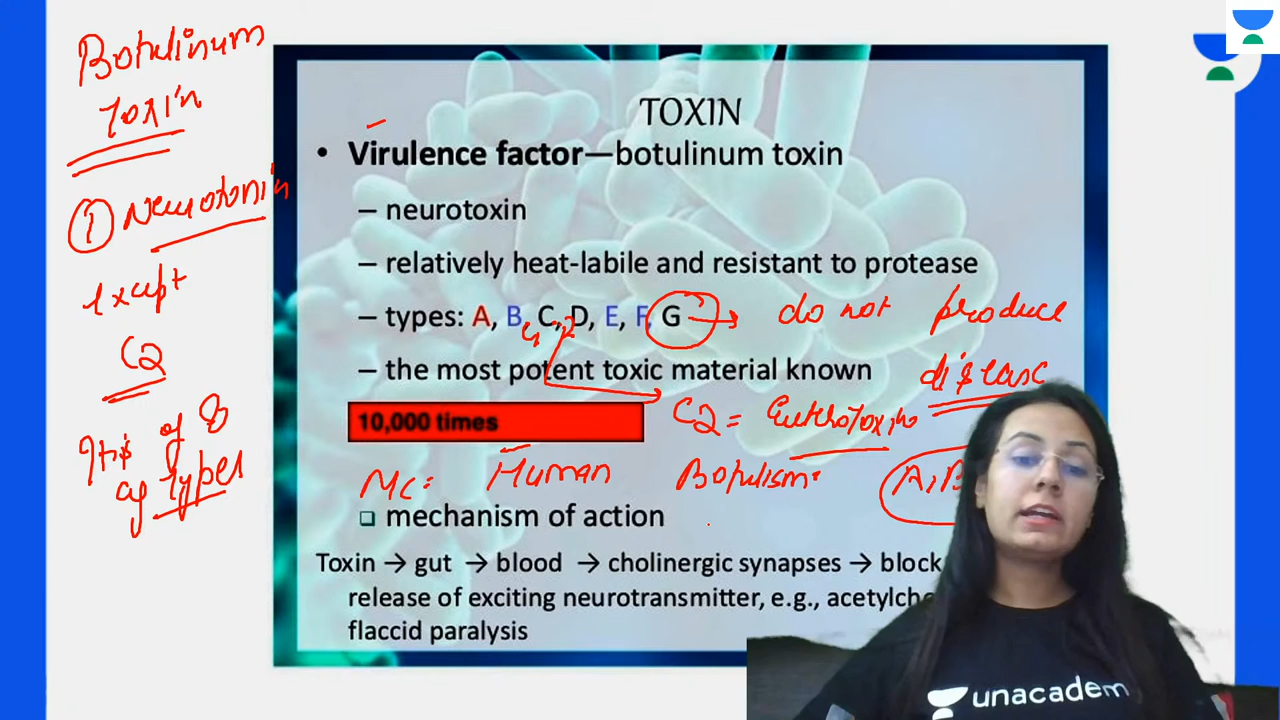 Botulinum
Toxin
① Neurotoxin
except
C2
It is of 8
types
TOXIN
• Virulence factor—botulinum toxin
– neurotoxin
– relatively heat-labile and resistant to protease
– types: A, B, C, D, E, F, G → do not produce
disease
– the most potent toxic material known
C2 = Enterotoxin
10,000 times
MC: Human Botulism: A, B
❑ mechanism of action
Toxin → gut → blood → cholinergic synapses → block
release of exciting neurotransmitter, e.g., acetylch
flaccid paralysis
unacadem